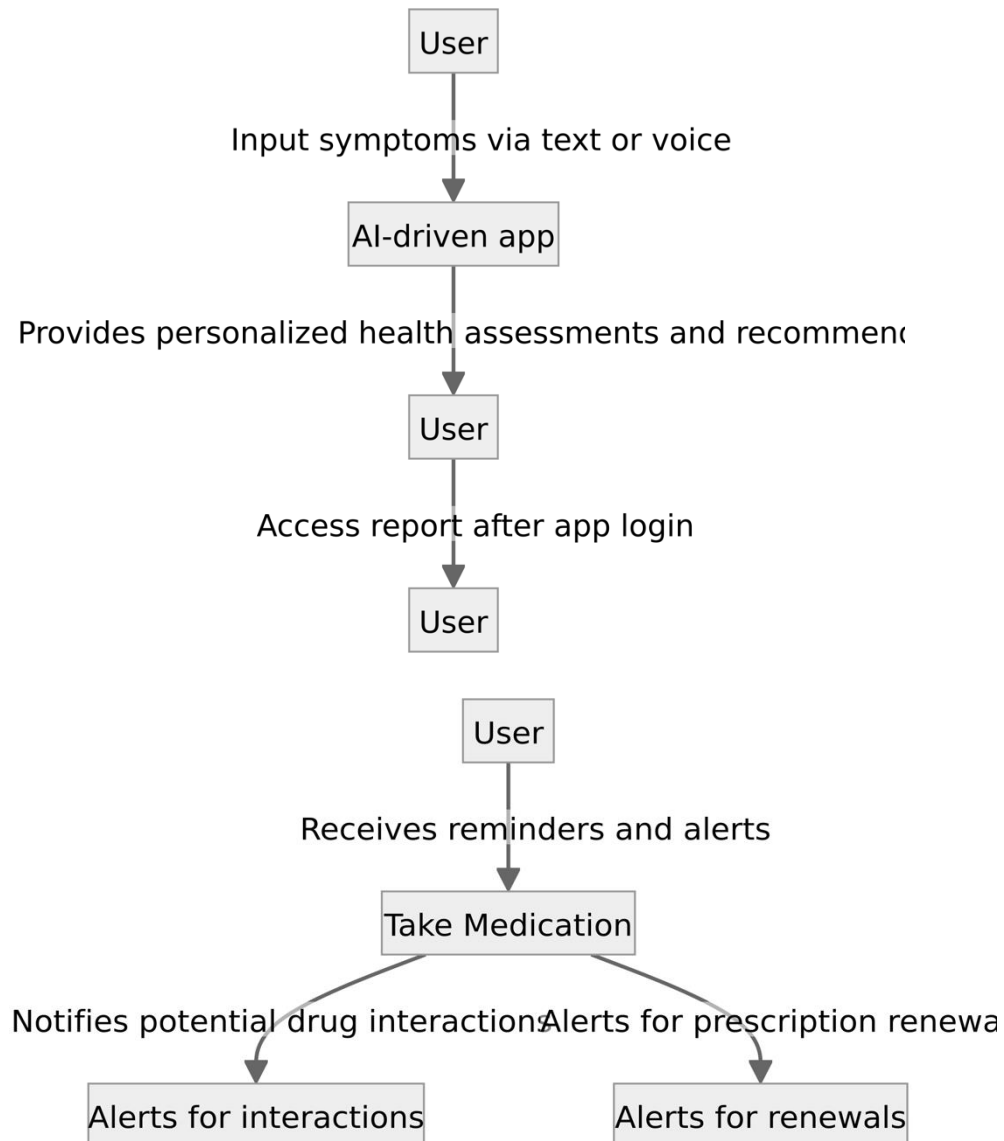 User
Input symptoms via text or voice
AI-driven app
Provides personalized health assessments and
User
Access report after app login
User
User
Receives reminders and alerts
Take Medication
Notifies potential drug interactions Alerts for prescription
Alerts for interactions Alerts for renewals